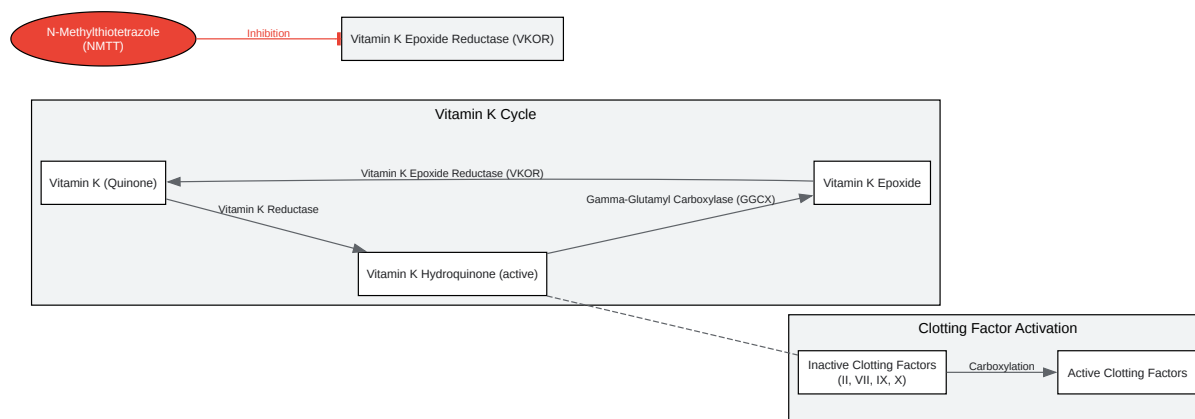 N-Methylthiotetrazole
(NMTT)
Inhibition
Vitamin K Epoxide Reductase (VKOR)
Vitamin K Cycle
Vitamin K (Quinone)
Vitamin K Epoxide Reductase (VKOR)
Vitamin K Epoxide
Vitamin K Reductase
Gamma-Glutamyl Carboxylase (GGCX)
Vitamin K Hydroquinone (active)
Clotting Factor Activation
Inactive Clotting Factors
(II, VII, IX, X)
Carboxylation
Active Clotting Factors